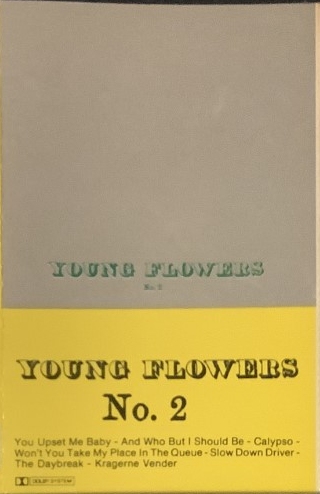 YOUNG FLOWERS
No. 2
YOUNG FLOWERS
No. 2
You Upset Me Baby - And Who But I Should Be - Calypso -
Won't You Take My Place In The Queue - Slow Down Driver -
The Daybreak - Kragerne Vender
DOLBY SYSTEM